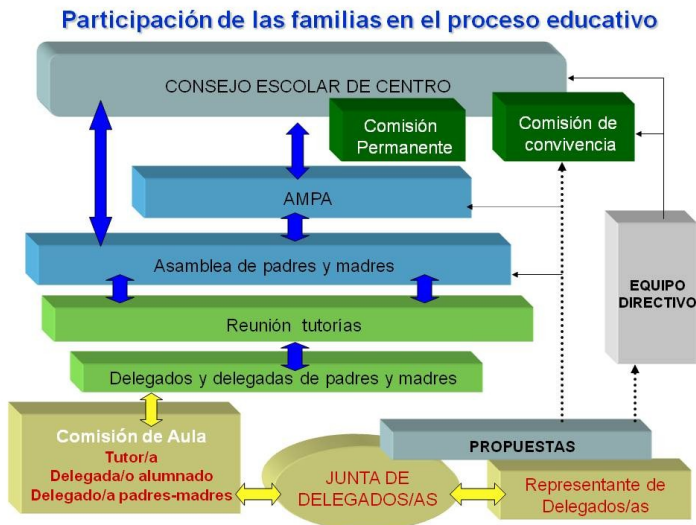 Participación de las familias en el proceso educativo
CONSEJO ESCOLAR DE CENTRO
Comisión
Permanente
Comisión de
convivencia
AMPA
Asamblea de padres y madres
EQUIPO
DIRECTIVO
Reunión tutorías
Delegados y delegadas de padres y madres
Comisión de Aula
Tutor/a
Delegada/o alumnado
Delegado/a padres-madres
PROPUESTAS
JUNTA DE
DELEGADOS/AS
Representante de
Delegados/as